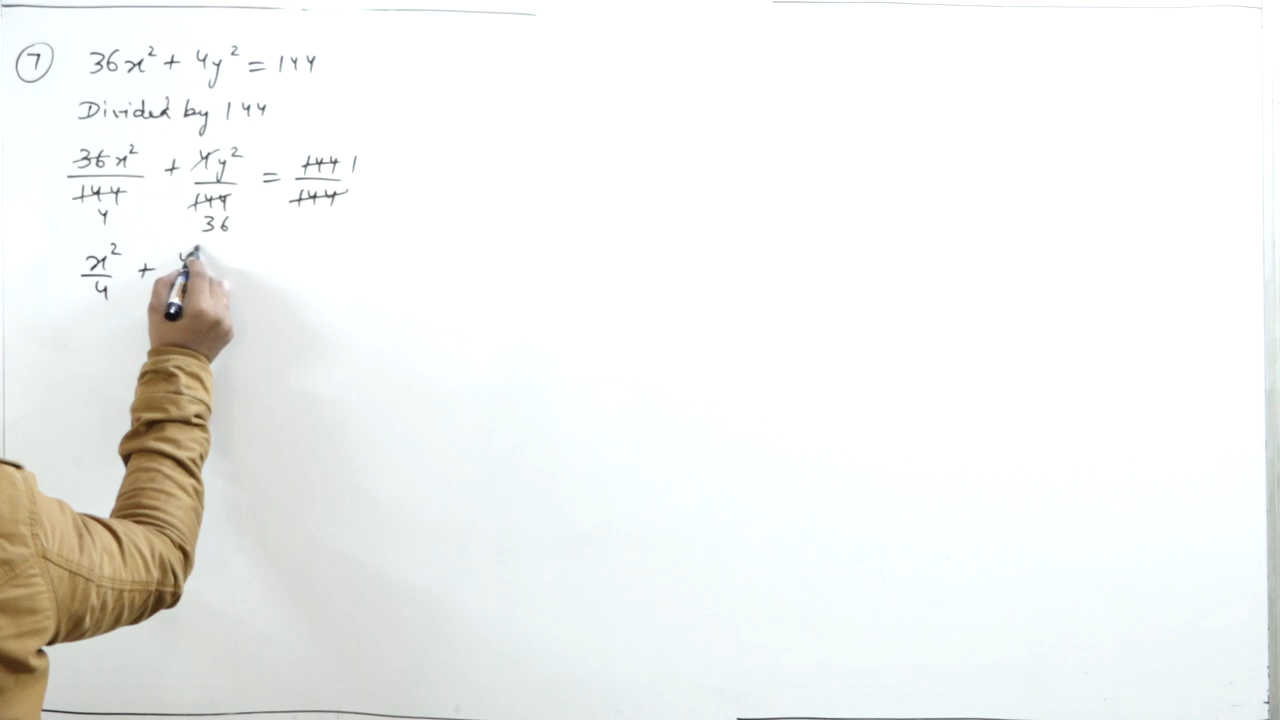 7 36x² + 4y² = 144
Divided by 144
36x²/144 + 4y²/144 = 144/144 1
4 36
x²/4 +